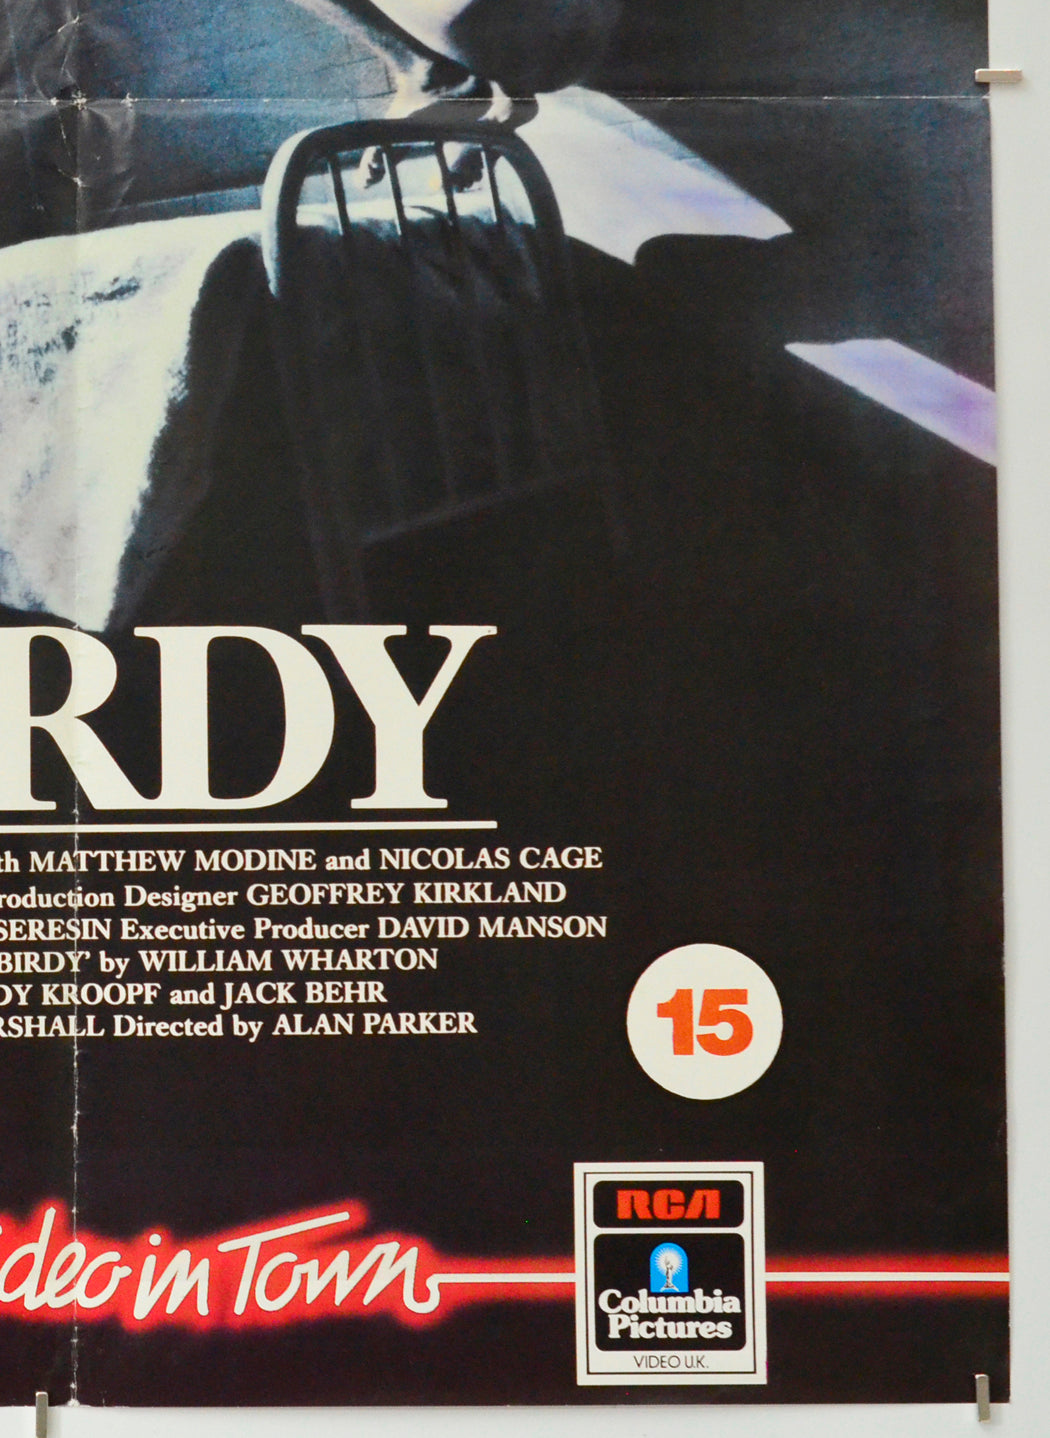 RDY
th MATTHEW MODINE and NICOLAS CAGE
roduction Designer GEOFFREY KIRKLAND
SERESIN Executive Producer DAVID MANSON
BIRDY' by WILLIAM WHARTON
DY KROOPF and JACK BEHR
RSHALL Directed by ALAN PARKER
15
ideo in Town
RCA
Columbia
Pictures
VIDEO U.K.